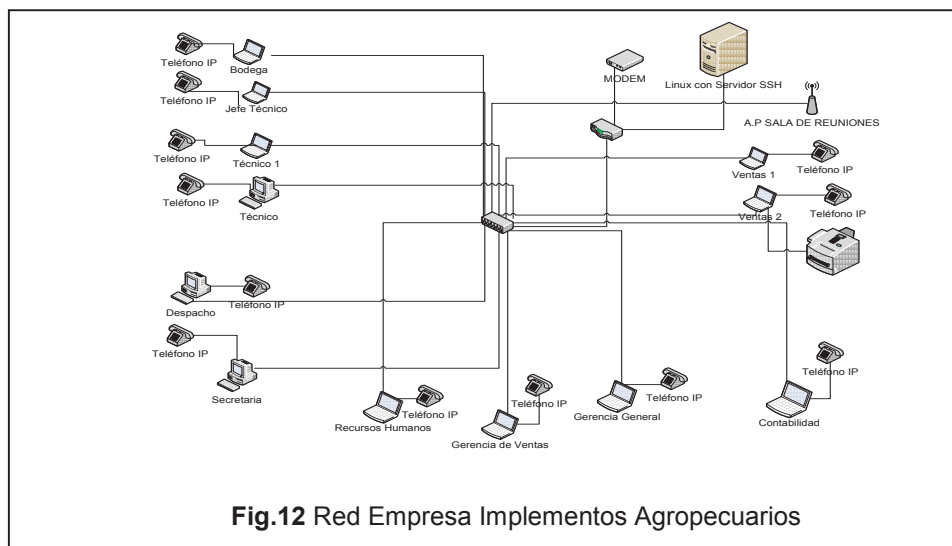 Teléfono IP
Bodega
MODEM
Linux con Servidor SSH
Teléfono IP
Jefe Técnico
A.P SALA DE REUNIONES
Teléfono IP
Técnico 1
Ventas 1
Teléfono IP
Teléfono IP
Técnico
Ventas 2
Teléfono IP
Despacho
Teléfono IP
Teléfono IP
Secretaria
Teléfono IP
Recursos Humanos
Teléfono IP
Gerencia de Ventas
Teléfono IP
Gerencia General
Teléfono IP
Teléfono IP
Contabilidad
Fig.12 Red Empresa Implementos Agropecuarios